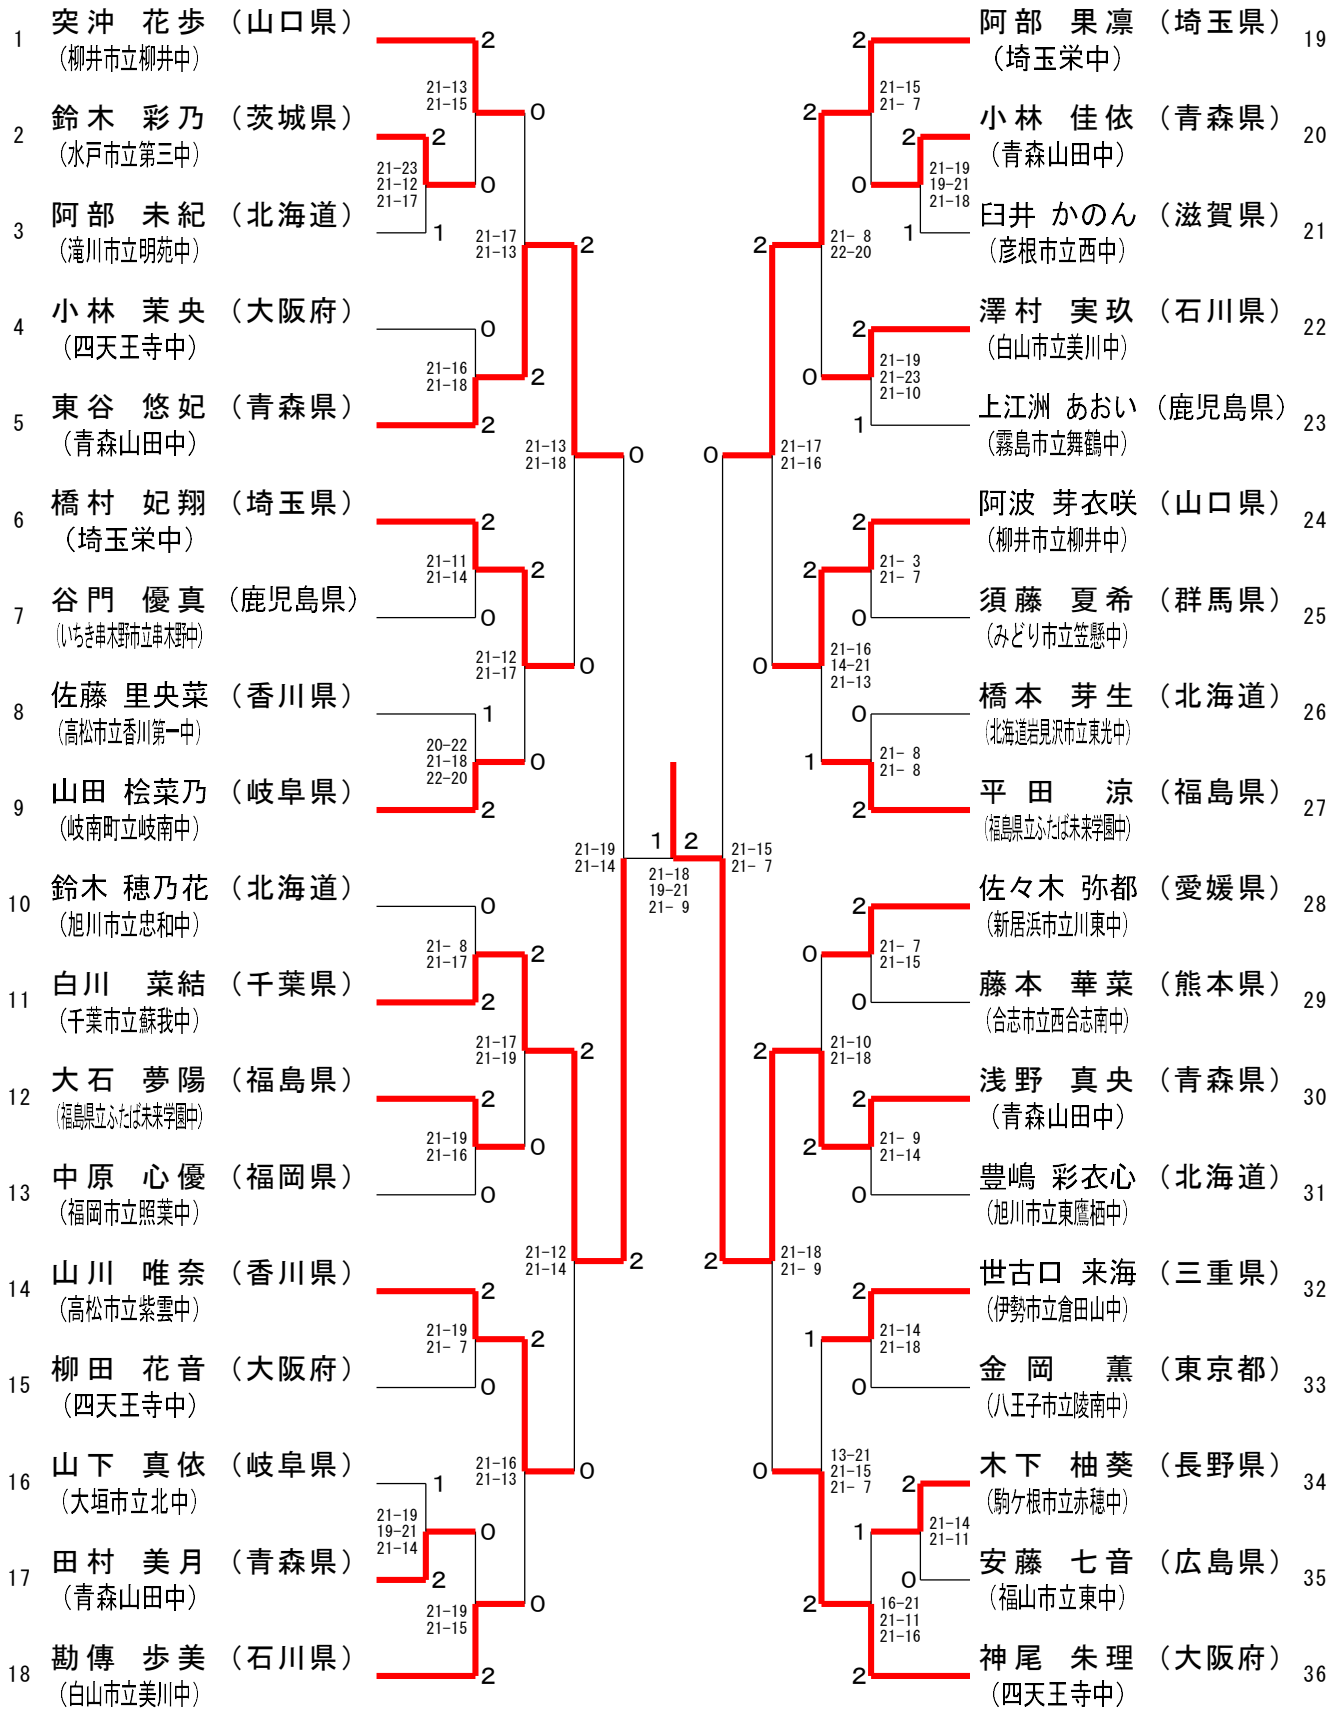 1 突沖 花歩 （山口県）
（柳井市立柳井中）
2
21-13
21-15
0
2 鈴木 彩乃 （茨城県）
（水戸市立第三中）
2
21-23
21-12
21-17
0
3 阿部 未紀 （北海道）
（滝川市立明苑中）
1
21-17
21-13
2
4 小林 茉央 （大阪府）
（四天王寺中）
0
21-16
21-18
2
5 東谷 悠妃 （青森県）
（青森山田中）
2
21-13
21-18
0
6 橋村 妃翔 （埼玉県）
（埼玉栄中）
2
21-11
21-14
2
7 谷門 優真 （鹿児島県）
（いちき串木野市立串木野中）
0
21-12
21-17
0
8 佐藤 里央菜 （香川県）
（高松市立香川第一中）
1
20-22
21-18
22-20
0
9 山田 桧菜乃 （岐阜県）
（岐南町立岐南中）
2
21-19
21-14
1 2
21-18
19-21
21- 9
10 鈴木 穂乃花 （北海道）
（旭川市立忠和中）
0
21- 8
21-17
2
11 白川 菜結 （千葉県）
（千葉市立蘇我中）
2
21-17
21-19
2
12 大石 夢陽 （福島県）
（福島県立ふたば未来学園中）
2
21-19
21-16
0
13 中原 心優 （福岡県）
（福岡市立照葉中）
0
21-12
21-14
2
14 山川 唯奈 （香川県）
（高松市立紫雲中）
2
21-19
21- 7
2
15 柳田 花音 （大阪府）
（四天王寺中）
0
21-16
21-13
0
16 山下 真依 （岐阜県）
（大垣市立北中）
1
21-19
19-21
21-14
0
17 田村 美月 （青森県）
（青森山田中）
2
21-19
21-15
0
18 勘傳 歩美 （石川県）
（白山市立美川中）
2
2 阿部 果凛 （埼玉県） 19
（埼玉栄中）
21-15
21- 7
2
2 小林 佳依 （青森県） 20
（青森山田中）
21-19
19-21
21-18
0
1 臼井 かのん （滋賀県） 21
（彦根市立西中）
2
21- 8
22-20
2 澤村 実玖 （石川県） 22
（白山市立美川中）
21-19
21-23
21-10
0
1 上江洲 あおい （鹿児島県） 23
（霧島市立舞鶴中）
0
21-17
21-16
2 阿波 芽衣咲 （山口県） 24
（柳井市立柳井中）
21- 3
21- 7
2
0 須藤 夏希 （群馬県） 25
（みどり市立笠懸中）
0
21-16
14-21
21-13
0 橋本 芽生 （北海道） 26
（北海道岩見沢市立東光中）
21- 8
21- 8
1
2 平田 涼 （福島県） 27
（福島県立ふたば未来学園中）
21-15
21- 7
2 佐々木 弥都 （愛媛県） 28
（新居浜市立川東中）
21- 7
21-15
0
0 藤本 華菜 （熊本県） 29
（合志市立西合志南中）
2
21-10
21-18
浅野 真央 （青森県） 30
（青森山田中）
2
21- 9
21-14
2
0 豊嶋 彩衣心 （北海道） 31
（旭川市立東鷹栖中）
2
21-18
21- 9
2 世古口 来海 （三重県） 32
（伊勢市立倉田山中）
21-14
21-18
1
0 金岡 薫 （東京都） 33
（八王子市立陵南中）
0
13-21
21-15
21- 7
2 木下 柚葵 （長野県） 34
（駒ケ根市立赤穂中）
21-14
21-11
1
0 安藤 七音 （広島県） 35
（福山市立東中）
2
16-21
21-11
21-16
2 神尾 朱理 （大阪府） 36
（四天王寺中）